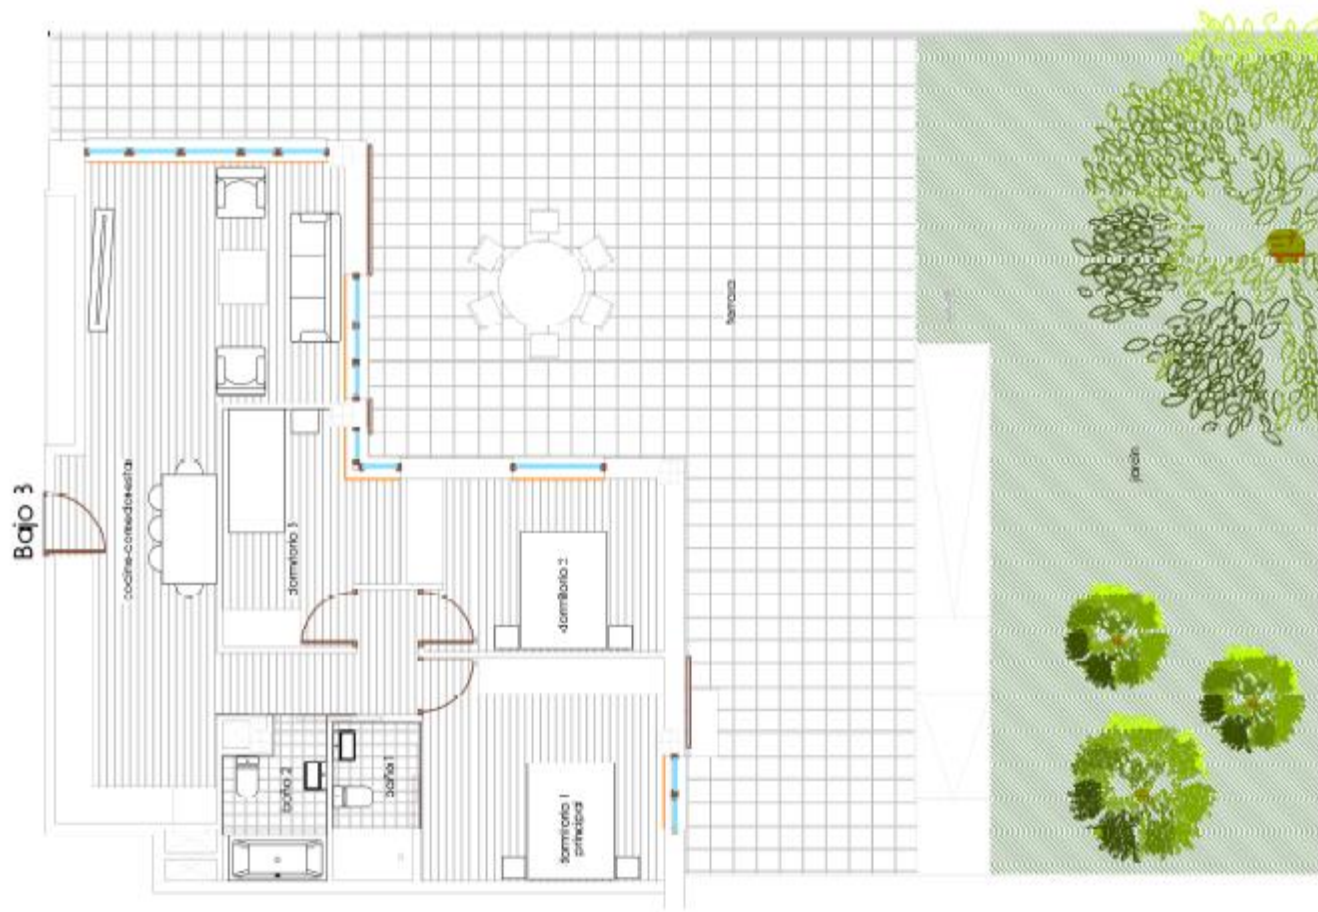 Bajo 3
cocina-comedor-estar
dormitorio 3
dormitorio 2
baño 2
baño 1
dormitorio 1
principal
terraza
jardín